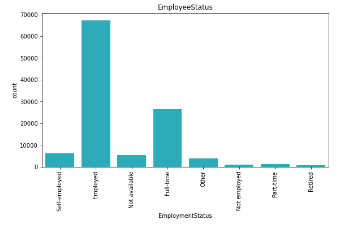 EmployeeStatus
70000
60000
50000
40000
30000
20000
10000
0
count
Self-employed
Employed
Not available
Full-time
Other
Not employed
Part-time
Retired
EmploymentStatus